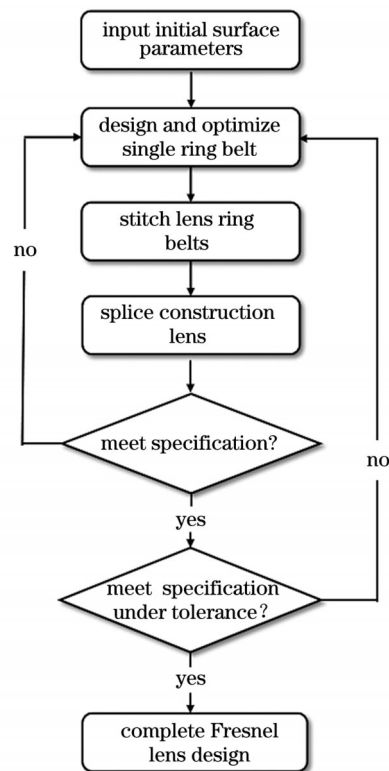 input initial surface
parameters
design and optimize
single ring belt
stitch lens ring
belts
no
splice construction
lens
meet specification?
no
yes
meet specification
under tolerance?
yes
complete Fresnel
lens design